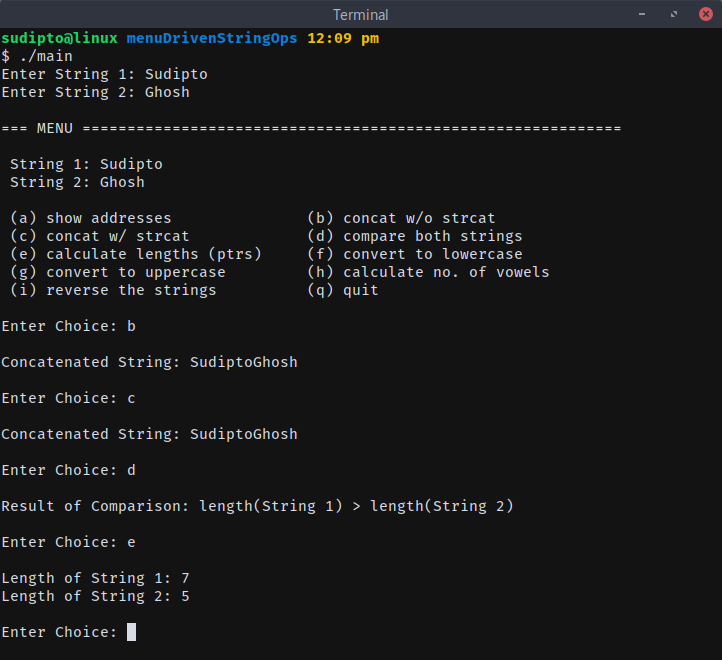 Terminal
sudipto@linux menuDrivenStringOps 12:09 pm
$ ./main
Enter String 1: Sudipto
Enter String 2: Ghosh
=== MENU ============================================================
String 1: Sudipto
String 2: Ghosh
(a) show addresses (b) concat w/o strcat
(c) concat w/ strcat (d) compare both strings
(e) calculate lengths (ptrs) (f) convert to lowercase
(g) convert to uppercase (h) calculate no. of vowels
(i) reverse the strings (q) quit
Enter Choice: b
Concatenated String: SudiptoGhosh
Enter Choice: c
Concatenated String: SudiptoGhosh
Enter Choice: d
Result of Comparison: length(String 1) > length(String 2)
Enter Choice: e
Length of String 1: 7
Length of String 2: 5
Enter Choice: